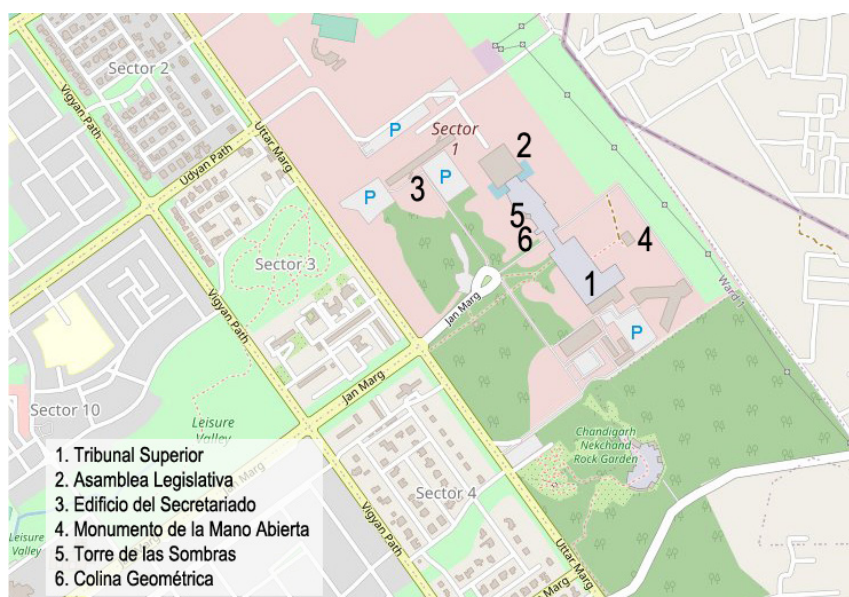 Sector 2
Vigyan Path
Uttar Marg
Udyan Path
P
Sector
1
2
P
P
3
5
6
4
Sector 3
1
Jan Marg
Ward 1
Vigyan Path
P
Jan Marg
Sector 10
Leisure
Valley
Chandigarh
Nekchand
Rock Garden
Sector 4
Jan Marg
Vigyan Path
Uttar Marg
Leisure
Valley
1. Tribunal Superior
2. Asamblea Legislativa
3. Edificio del Secretariado
4. Monumento de la Mano Abierta
5. Torre de las Sombras
6. Colina Geométrica